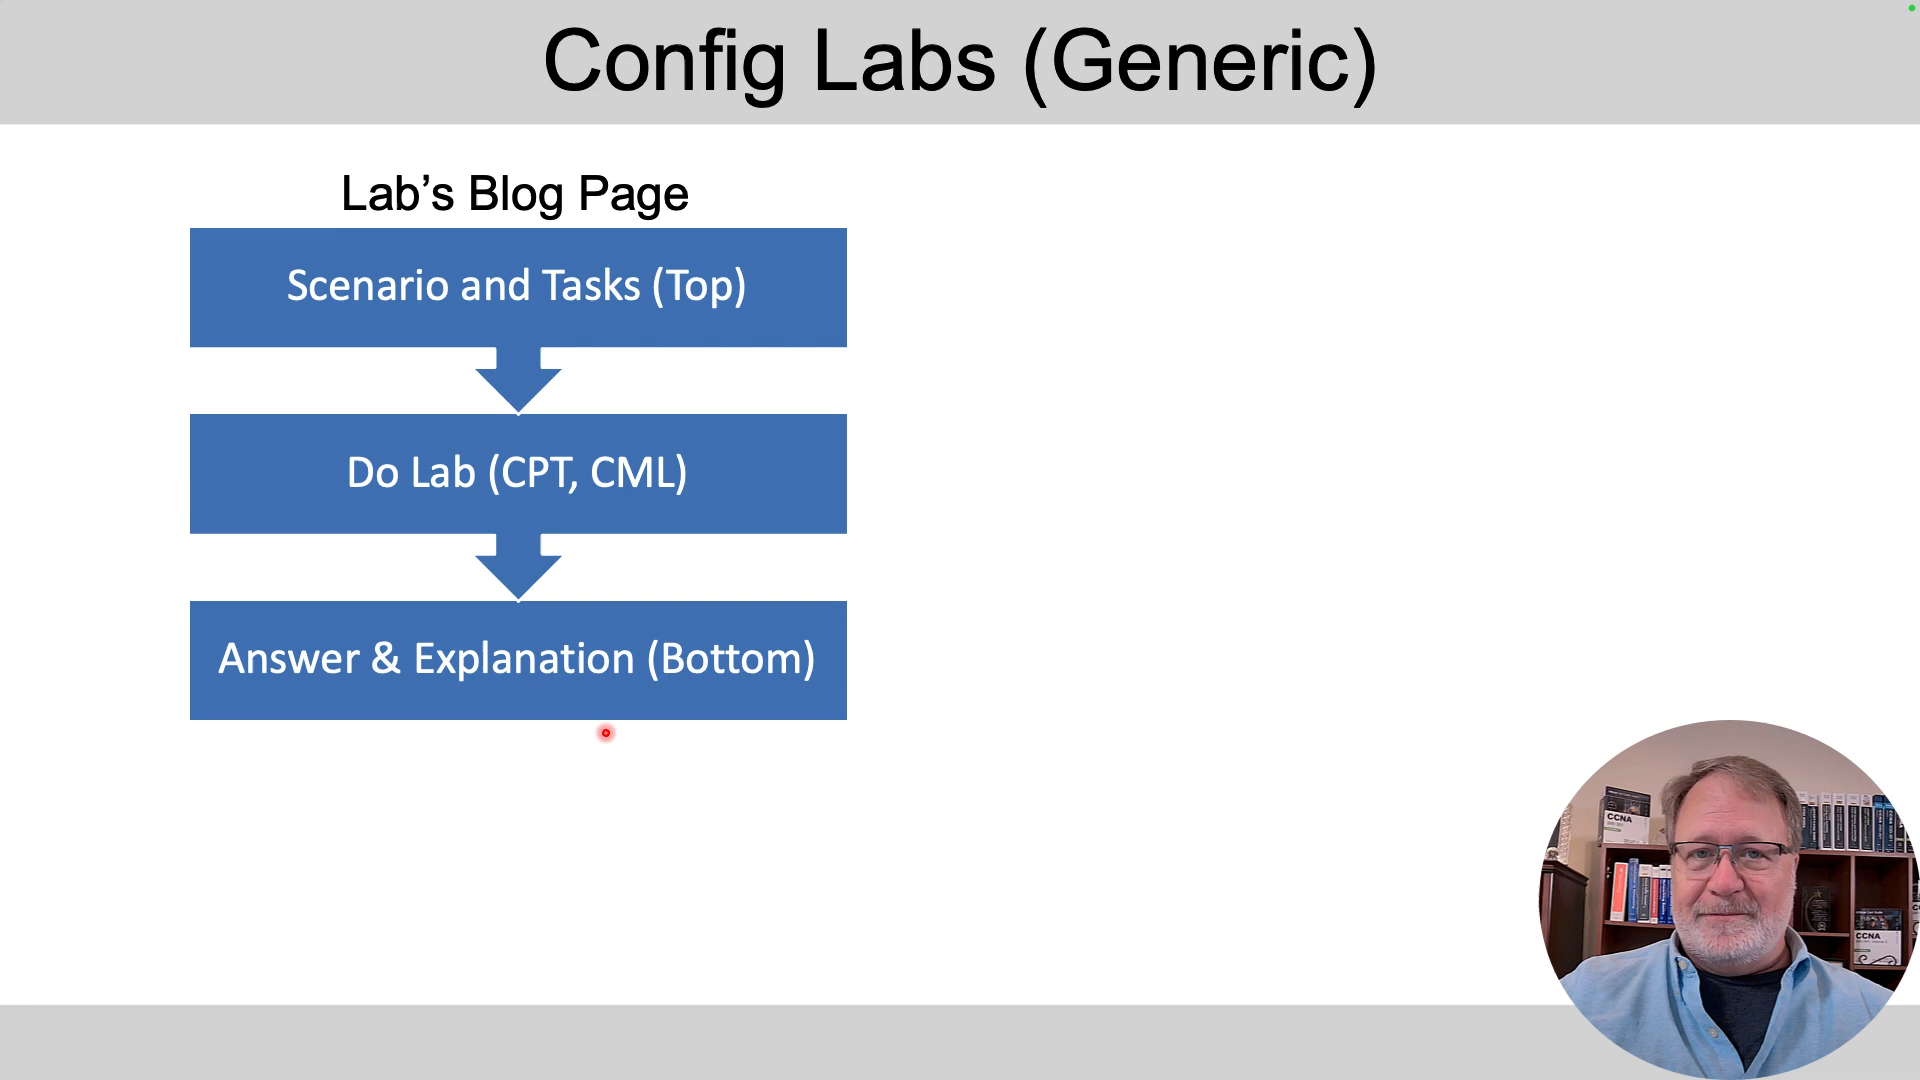 Config Labs (Generic)
Lab’s Blog Page
Scenario and Tasks (Top)
Do Lab (CPT, CML)
Answer & Explanation (Bottom)
CCNA
CCNA